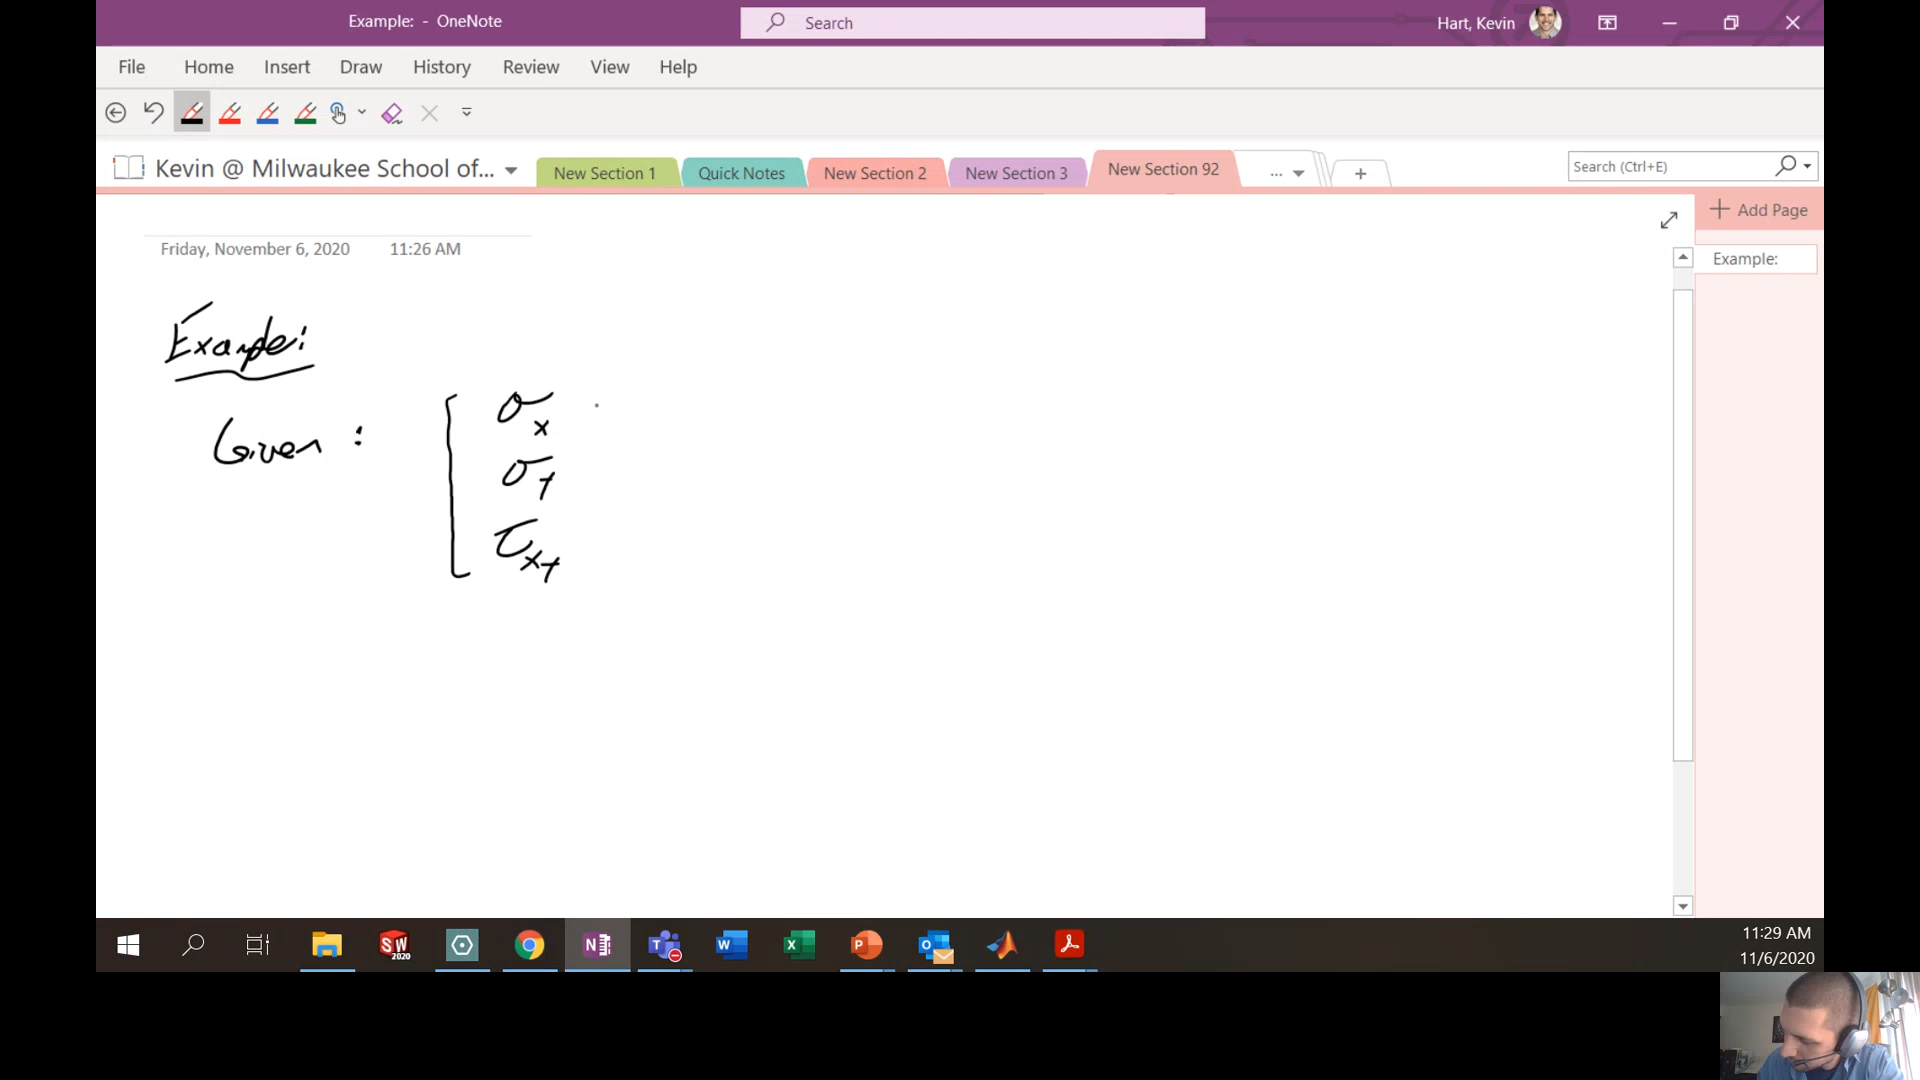 Example: - OneNote
Search
Hart, Kevin
File Home Insert Draw History Review View Help
Kevin @ Milwaukee School of...
New Section 1
Quick Notes
New Section 2
New Section 3
New Section 92
...
Search (Ctrl+E)
Add Page
Example:
Friday, November 6, 2020 11:26 AM
Example:
Given :
σx
σy
τxy
SW
2020
N
T
W
X
P
O
11:29 AM
11/6/2020